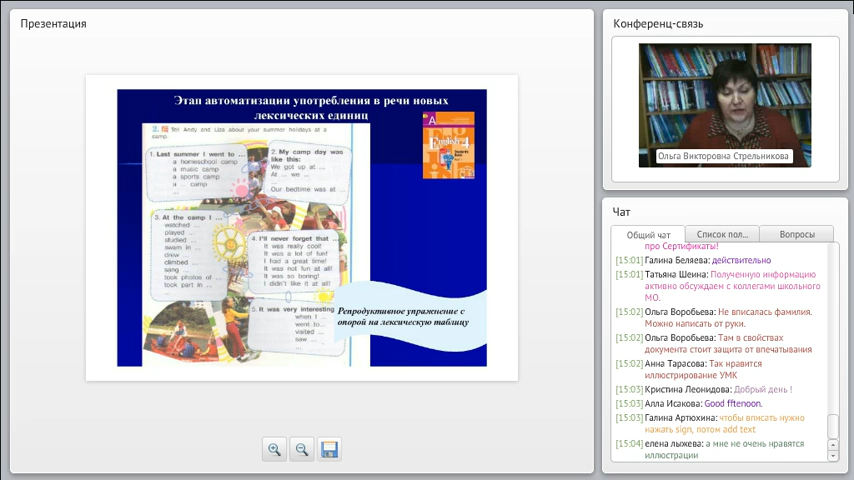 Презентация
Этап автоматизации употребления в речи новых
лексических единиц
2. Tell Andy and Liza about your summer holidays at a
camp.
1. Last summer I went to ...
a homeschool camp
a music camp
a sports camp
a ... camp
...
2. My camp day was
like this:
We got up at ...
At ... we ...
...
Our bedtime was at ...
3. At the camp I ...
watched ...
played ...
studied ...
swam in ...
drew ...
climbed ...
sang ...
took photos of ...
took part in ...
...
4. I'll never forget that ...
It was really cool!
It was a lot of fun!
I had a great time!
It was not fun at all!
It was so boring!
I didn't like it at all!
5. It was very interesting
when I ...
went to...
visited ...
saw ...
...
A
English 4
Репродуктивное упражнение с
опорой на лексическую таблицу
Конференц-связь
Ольга Викторовна Стрельникова
Чат
Общий чат
Список пол...
Вопросы
про Сертификаты!
[15:01] Галина Беляева: действительно
[15:01] Татьяна Шеина: Полученную информацию
активно обсуждаем с коллегами школьного
МО.
[15:02] Ольга Воробьева: Не вписалась фамилия.
Можно написать от руки.
[15:02] Ольга Воробьева: Там в свойствах
документа стоит защита от впечатывания
[15:02] Анна Тарасова: Так нравится
иллюстрирование УМК
[15:03] Кристина Леонидова: Добрый день !
[15:03] Алла Исакова: Good fftenoon.
[15:03] Галина Артюхина: чтобы вписать нужно
нажать sign, потом add text
[15:04] елена лыжева: а мне не очень нравятся
иллюстрации